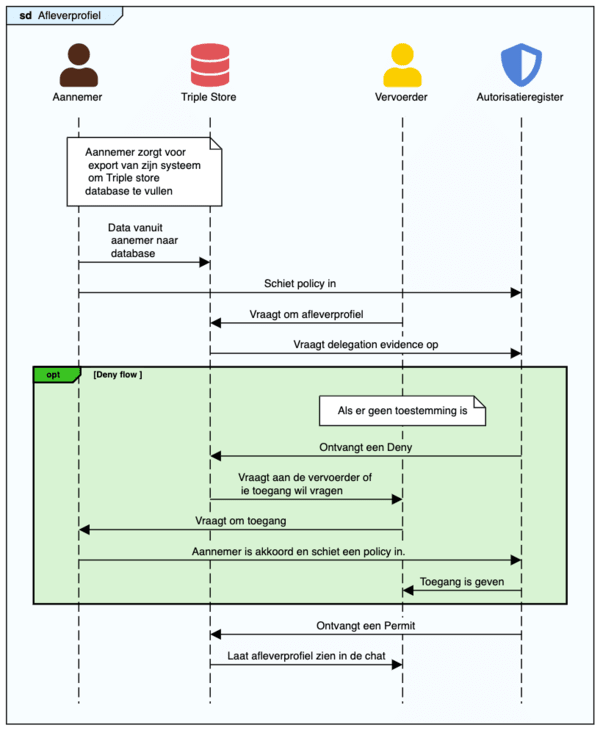 sd Afleverprofiel
Aannemer
Triple Store
Vervoerder
Autorisatieregister
Aannemer zorgt voor
export van zijn systeem
om Triple store
database te vullen
Data vanuit
aanemer naar
database
Schiet policy in
Vraagt om afleverprofiel
Vraagt delegation evidence op
opt [Deny flow ]
Als er geen toestemming is
Ontvangt een Deny
Vraagt aan de vervoerder of
ie toegang wil vragen
Vraagt om toegang
Aannemer is akkoord en schiet een policy in.
Toegang is geven
Ontvangt een Permit
Laat afleverprofiel zien in de chat